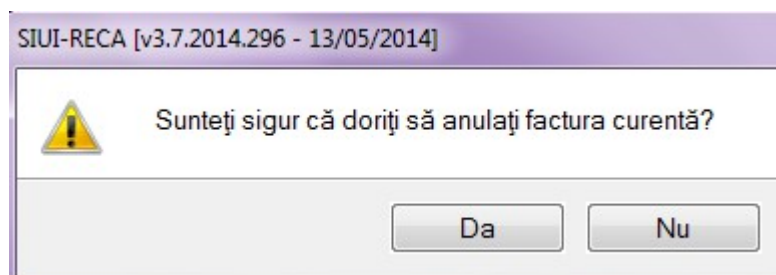 SIUI-RECA [v3.7.2014.296 - 13/05/2014]
Sunteţi sigur că doriţi să anulaţi factura curentă?
Da Nu